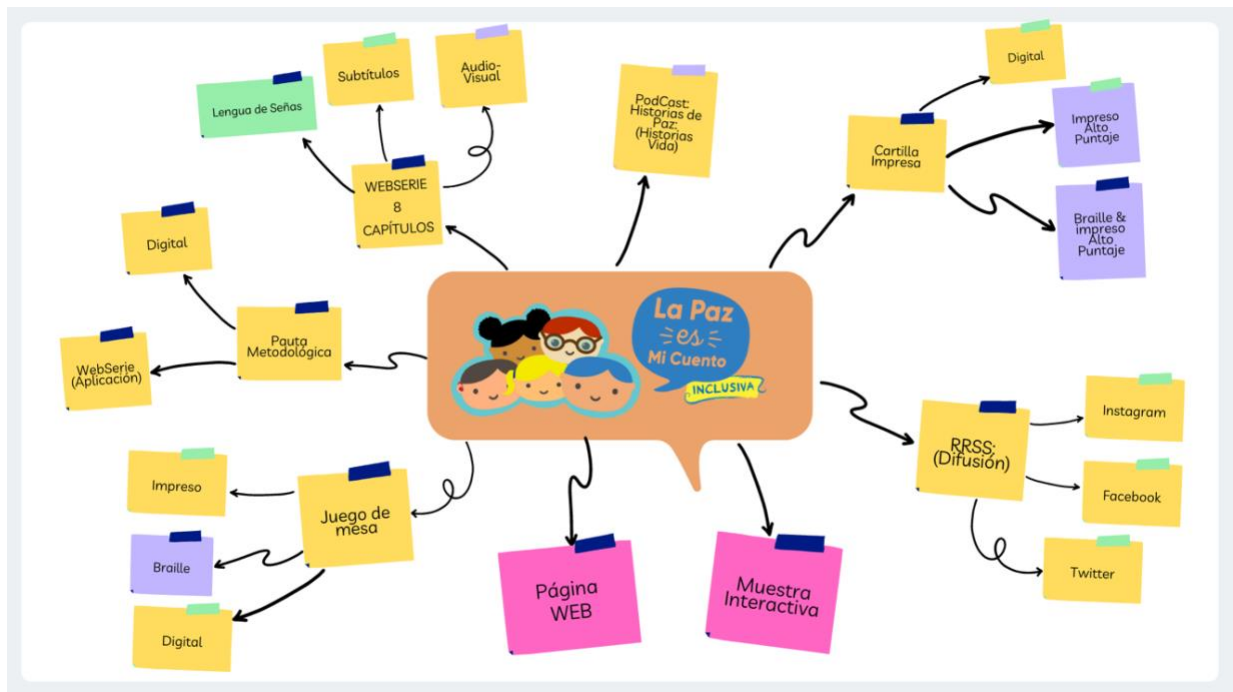 Lengua de Señas
Subtítulos
Audio-
Visual
WEBSERIE
8
CAPÍTULOS
PodCast:
Historias de
Paz:
(Historias
Vida)
Digital
Cartilla
Impresa
Impreso
Alto
Puntaje
Braille &
impreso
Alto
Puntaje
Digital
Pauta
Metodológica
WebSerie
(Aplicación)
La Paz
es
Mi Cuento
INCLUSIVA
RRSS:
(Difusión)
Instagram
Facebook
Twitter
Impreso
Juego de
mesa
Braille
Digital
Página
WEB
Muestra
Interactiva